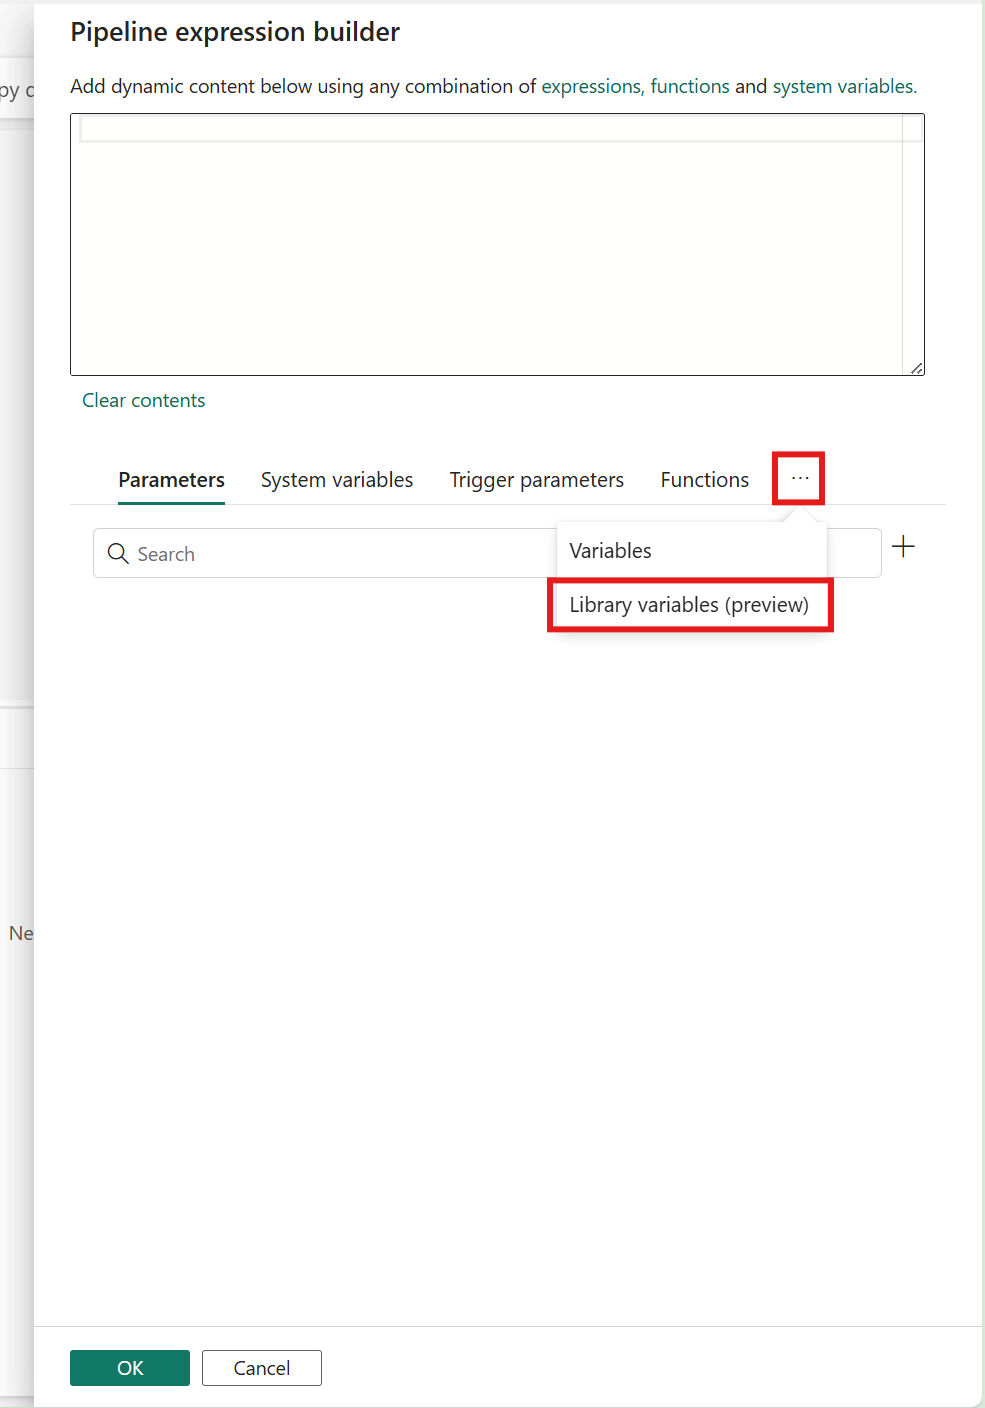 Pipeline expression builder
Add dynamic content below using any combination of expressions, functions and system variables.
Clear contents
Parameters System variables Trigger parameters Functions ...
Search
Variables
Library variables (preview)
Ne
OK Cancel